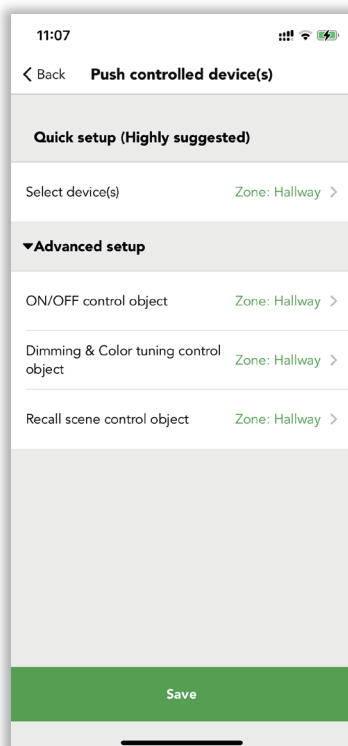 11:07
Back Push controlled device(s)
Quick setup (Highly suggested)
Select device(s) Zone: Hallway
Advanced setup
ON/OFF control object Zone: Hallway
Dimming & Color tuning control
object Zone: Hallway
Recall scene control object Zone: Hallway
Save